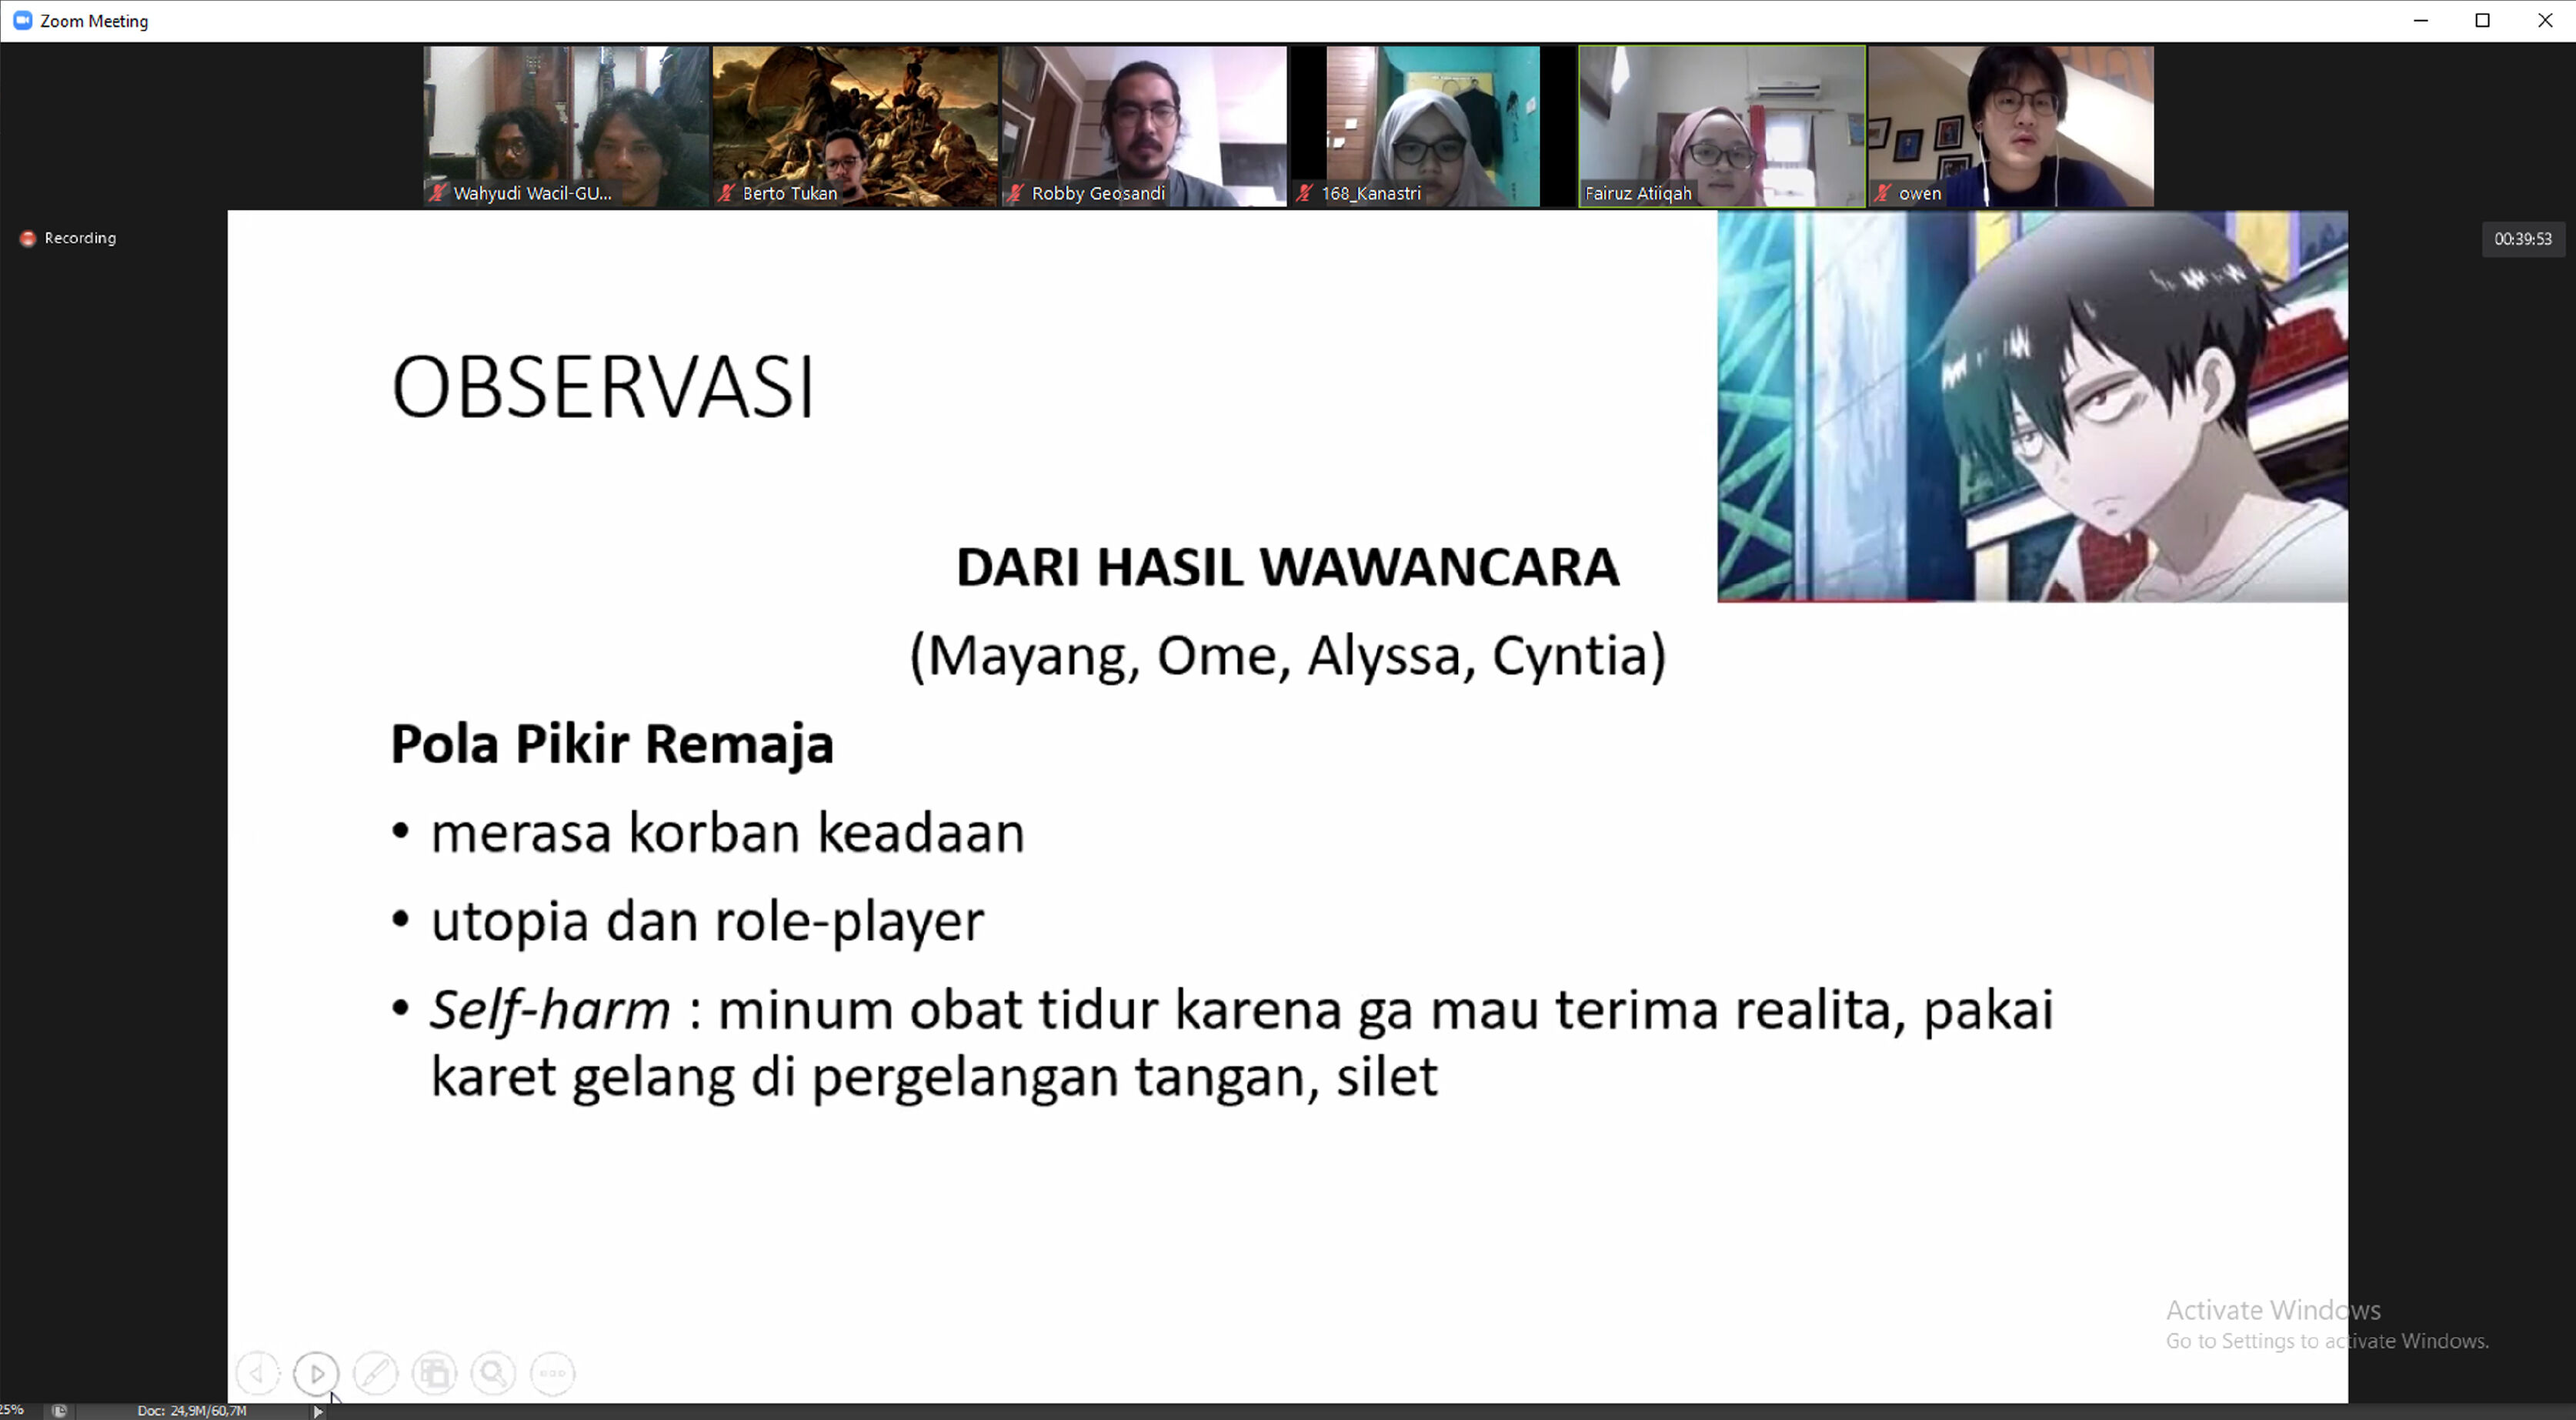 Zoom Meeting
Wahyudi Wacil-GU...
Berto Tukan
Robby Geosandi
168_Kanastri
Fairuz Atiiqah
owen
Recording
00:39:53
OBSERVASI
DARI HASIL WAWANCARA
(Mayang, Ome, Alyssa, Cyntia)
Pola Pikir Remaja
• merasa korban keadaan
• utopia dan role-player
• Self-harm : minum obat tidur karena ga mau terima realita, pakai
karet gelang di pergelangan tangan, silet
Activate Windows
Go to Settings to activate Windows.
25%
Doc: 24,9M/60,7M